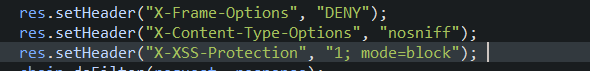 res.setHeader("X-Frame-Options", "DENY");
res.setHeader("X-Content-Type-Options", "nosniff");
res.setHeader("X-XSS-Protection", "1; mode=block");
chain.doFilter(request, response);